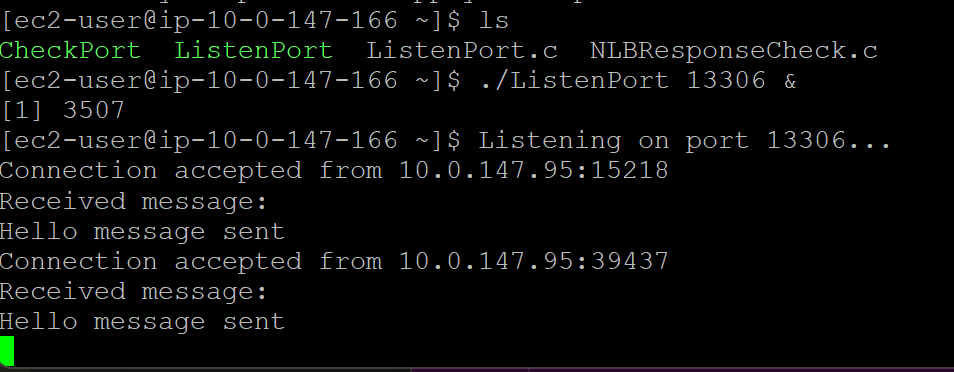 [ec2-user@ip-10-0-147-166 ~]$ ls
CheckPort  ListenPort  ListenPort.c  NLBResponseCheck.c
[ec2-user@ip-10-0-147-166 ~]$ ./ListenPort 13306 &
[1] 3507
[ec2-user@ip-10-0-147-166 ~]$ Listening on port 13306...
Connection accepted from 10.0.147.95:15218
Received message:
Hello message sent
Connection accepted from 10.0.147.95:39437
Received message:
Hello message sent